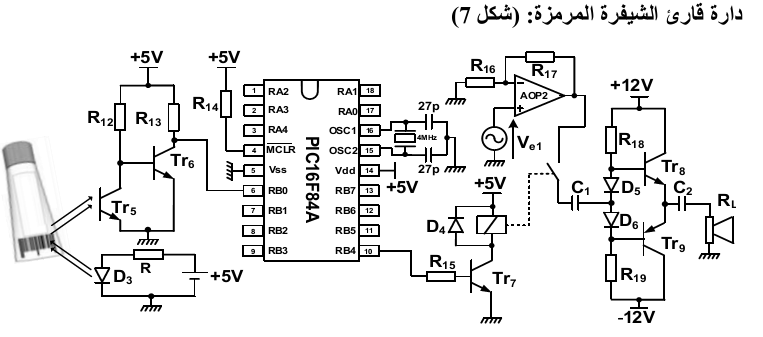 دارة قارئ الشيفرة المرمزة: (شكل 7)
+5V
+5V
R12
R13
R14
Tr6
Tr5
D3
R
+5V
1 RA2
2 RA3
3 RA4
4 MCLR
5 Vss
6 RB0
7 RB1
8 RB2
9 RB3
PIC16F84A
RA1 18
RA0 17
OSC1 16
OSC2 15
Vdd 14
RB7 13
RB6 12
RB5 11
RB4 10
27p
4MHz
27p
+5V
R16
R17
AOP2
Ve1
+5V
D4
R15
Tr7
+12V
R18
Tr8
D5
C1
D6
C2
RL
Tr9
R19
-12V